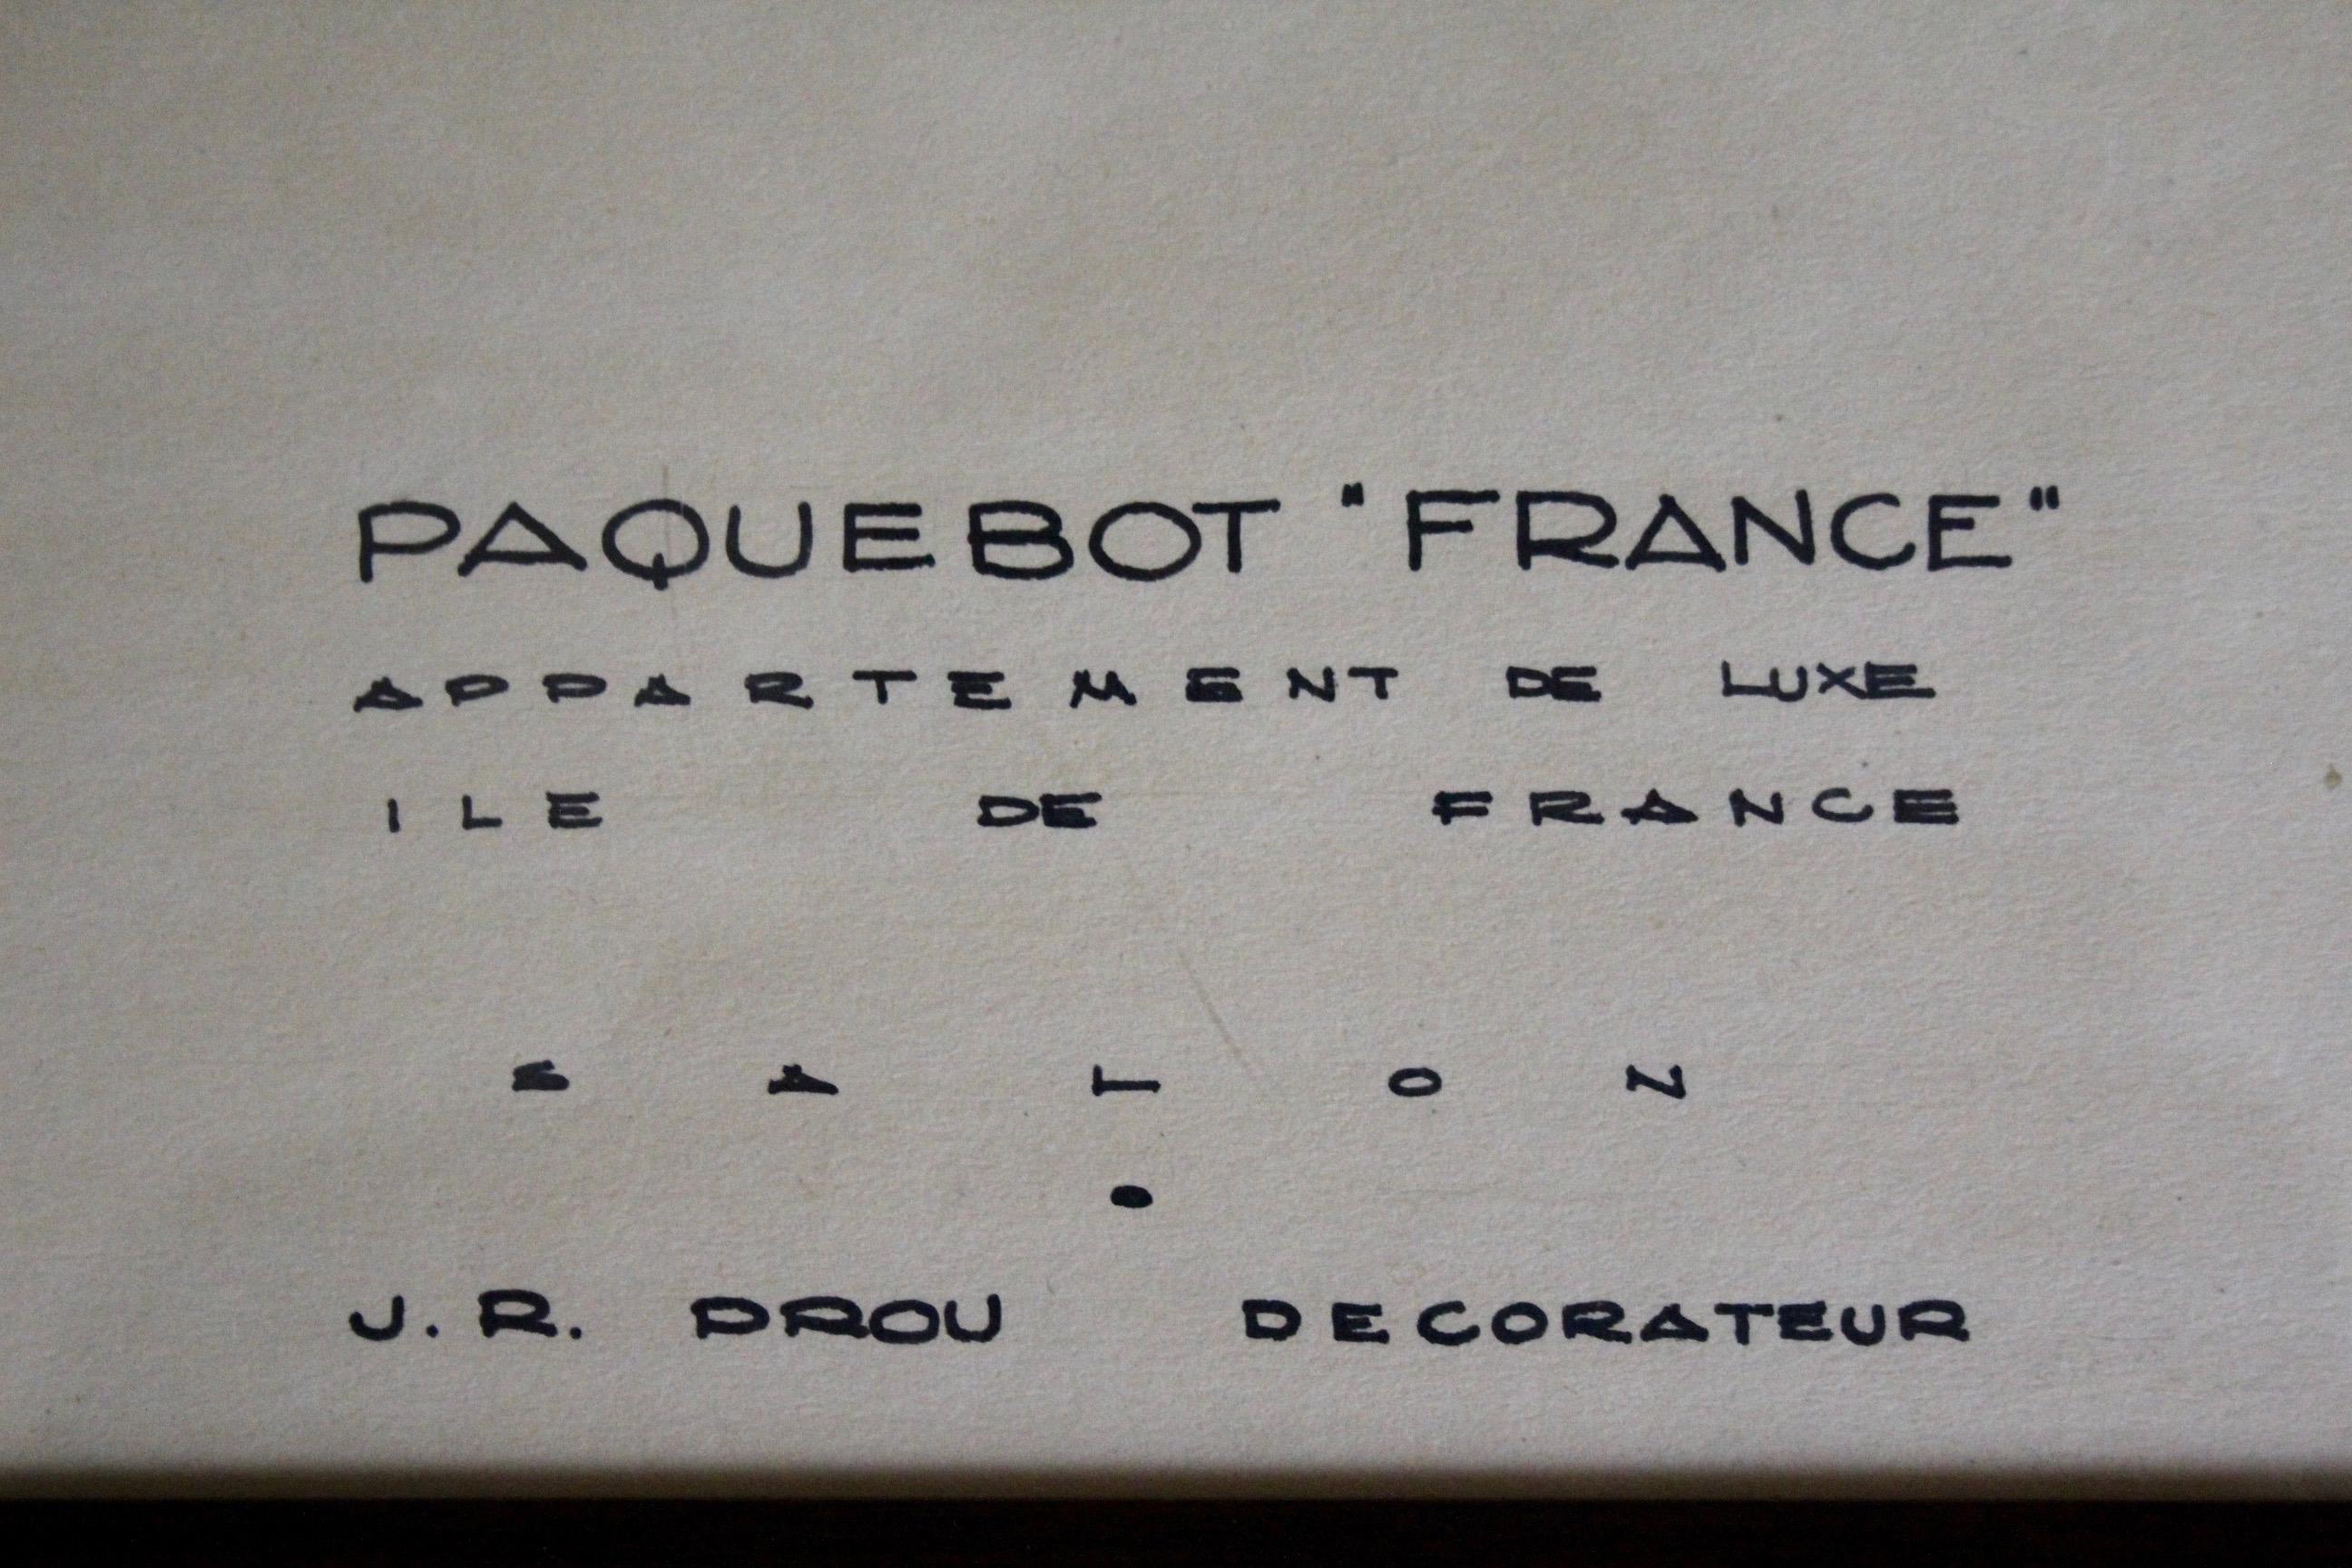 PAQUEBOT "FRANCE"
APPARTEMENT DE LUXE
ILE DE FRANCE
SALON
•
J. R. PROU DECORATEUR